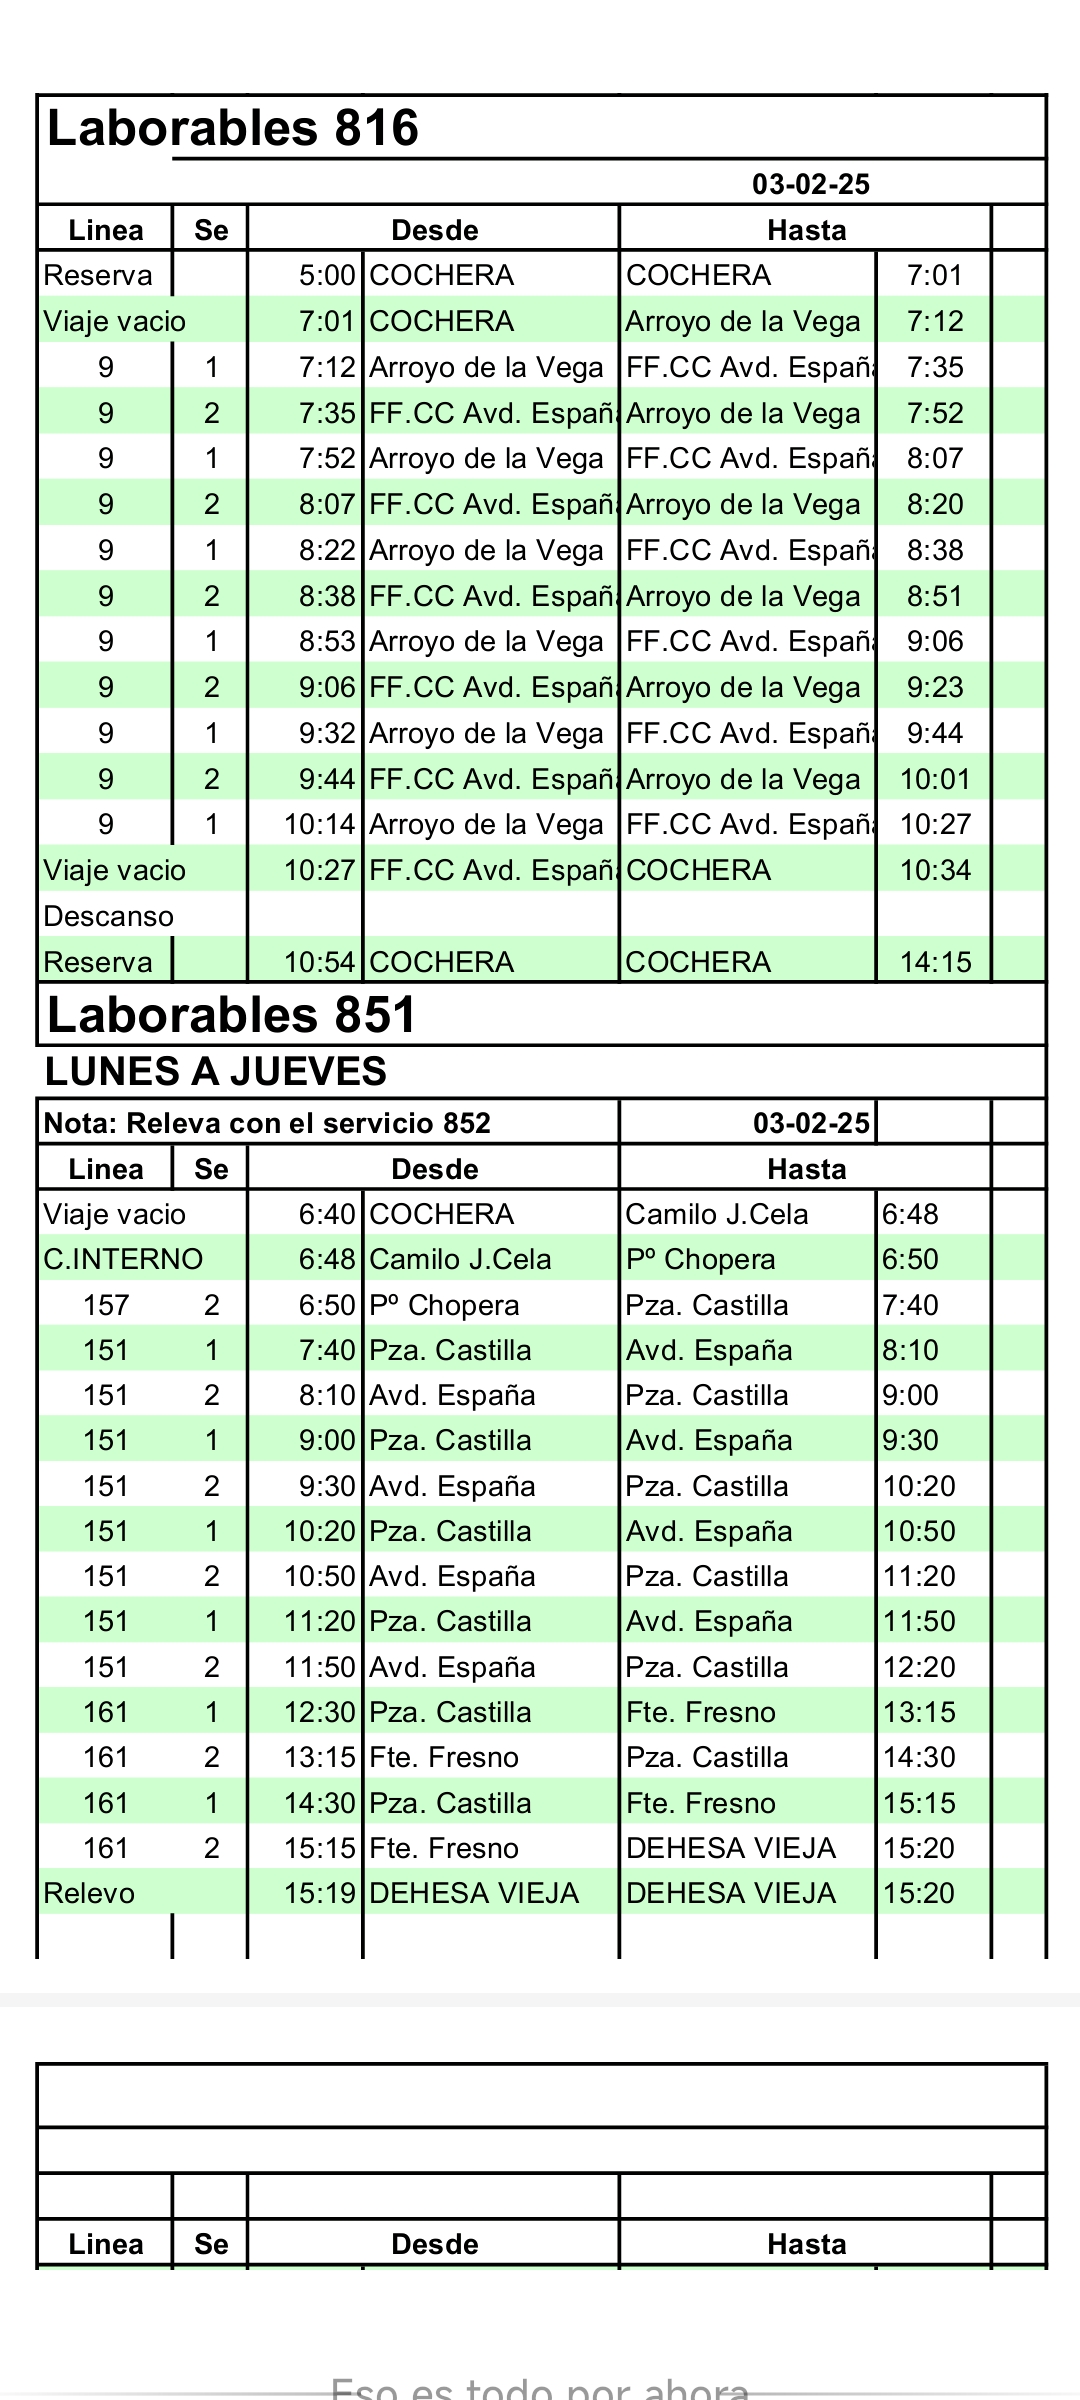 Laborables 816
03-02-25
Linea Se Desde Hasta
Reserva 5:00 COCHERA COCHERA 7:01
Viaje vacio 7:01 COCHERA Arroyo de la Vega 7:12
9 1 7:12 Arroyo de la Vega FF.CC Avd. España 7:35
9 2 7:35 FF.CC Avd. España Arroyo de la Vega 7:52
9 1 7:52 Arroyo de la Vega FF.CC Avd. España 8:07
9 2 8:07 FF.CC Avd. España Arroyo de la Vega 8:20
9 1 8:22 Arroyo de la Vega FF.CC Avd. España 8:38
9 2 8:38 FF.CC Avd. España Arroyo de la Vega 8:51
9 1 8:53 Arroyo de la Vega FF.CC Avd. España 9:06
9 2 9:06 FF.CC Avd. España Arroyo de la Vega 9:23
9 1 9:32 Arroyo de la Vega FF.CC Avd. España 9:44
9 2 9:44 FF.CC Avd. España Arroyo de la Vega 10:01
9 1 10:14 Arroyo de la Vega FF.CC Avd. España 10:27
Viaje vacio 10:27 FF.CC Avd. España COCHERA 10:34
Descanso
Reserva 10:54 COCHERA COCHERA 14:15
Laborables 851
LUNES A JUEVES
Nota: Releva con el servicio 852 03-02-25
Linea Se Desde Hasta
Viaje vacio 6:40 COCHERA Camilo J.Cela 6:48
C.INTERNO 6:48 Camilo J.Cela Pº Chopera 6:50
157 2 6:50 Pº Chopera Pza. Castilla 7:40
151 1 7:40 Pza. Castilla Avd. España 8:10
151 2 8:10 Avd. España Pza. Castilla 9:00
151 1 9:00 Pza. Castilla Avd. España 9:30
151 2 9:30 Avd. España Pza. Castilla 10:20
151 1 10:20 Pza. Castilla Avd. España 10:50
151 2 10:50 Avd. España Pza. Castilla 11:20
151 1 11:20 Pza. Castilla Avd. España 11:50
151 2 11:50 Avd. España Pza. Castilla 12:20
161 1 12:30 Pza. Castilla Fte. Fresno 13:15
161 2 13:15 Fte. Fresno Pza. Castilla 14:30
161 1 14:30 Pza. Castilla Fte. Fresno 15:15
161 2 15:15 Fte. Fresno DEHESA VIEJA 15:20
Relevo 15:19 DEHESA VIEJA DEHESA VIEJA 15:20
Linea Se Desde Hasta
Eso es todo por ahora